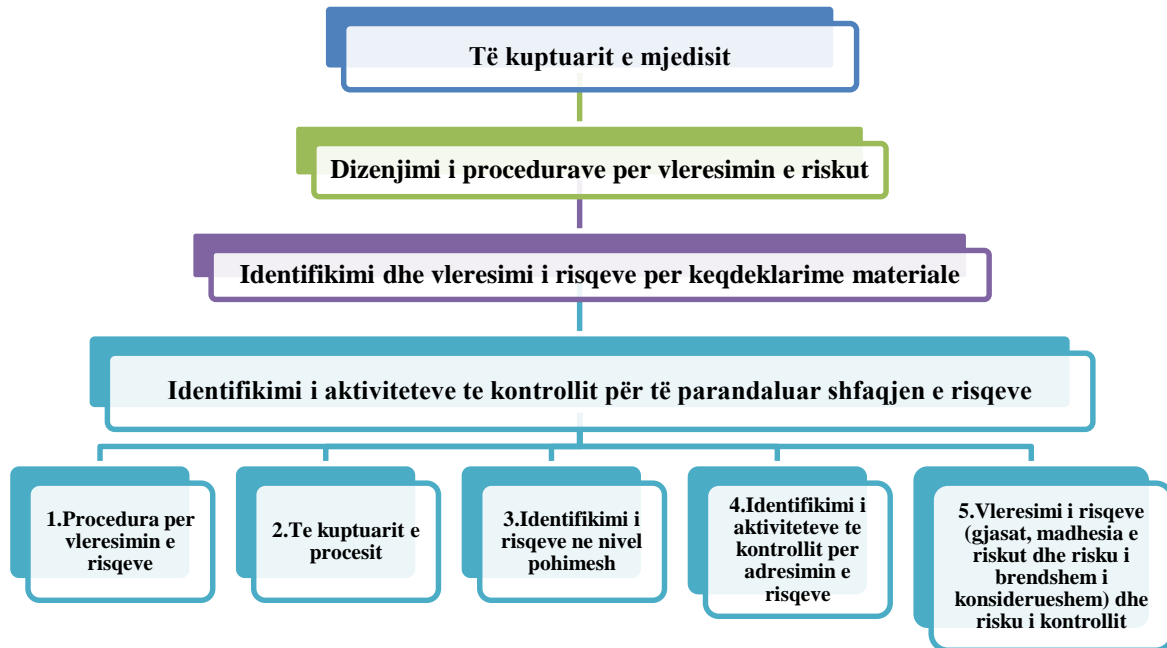 Të kuptuarit e mjedisit
Dizenjimi i procedurave per vleresimin e riskut
Identifikimi dhe vleresimi i risqeve per keqdeklarime materiale
Identifikimi i aktiviteteve te kontrollit për të parandaluar shfaqjen e risqeve
1.Procedura per
vleresimin e
risqeve
2.Te kuptuarit e
procesit
3.Identifikimi i
risqeve ne nivel
pohimesh
4.Identifikimi i
aktiviteteve te
kontrollit per
adresimin e
risqeve
5.Vleresimi i risqeve
(gjasat, madhesia e
riskut dhe risku i
brendshem i
konsiderueshem) dhe
risku i kontrollit